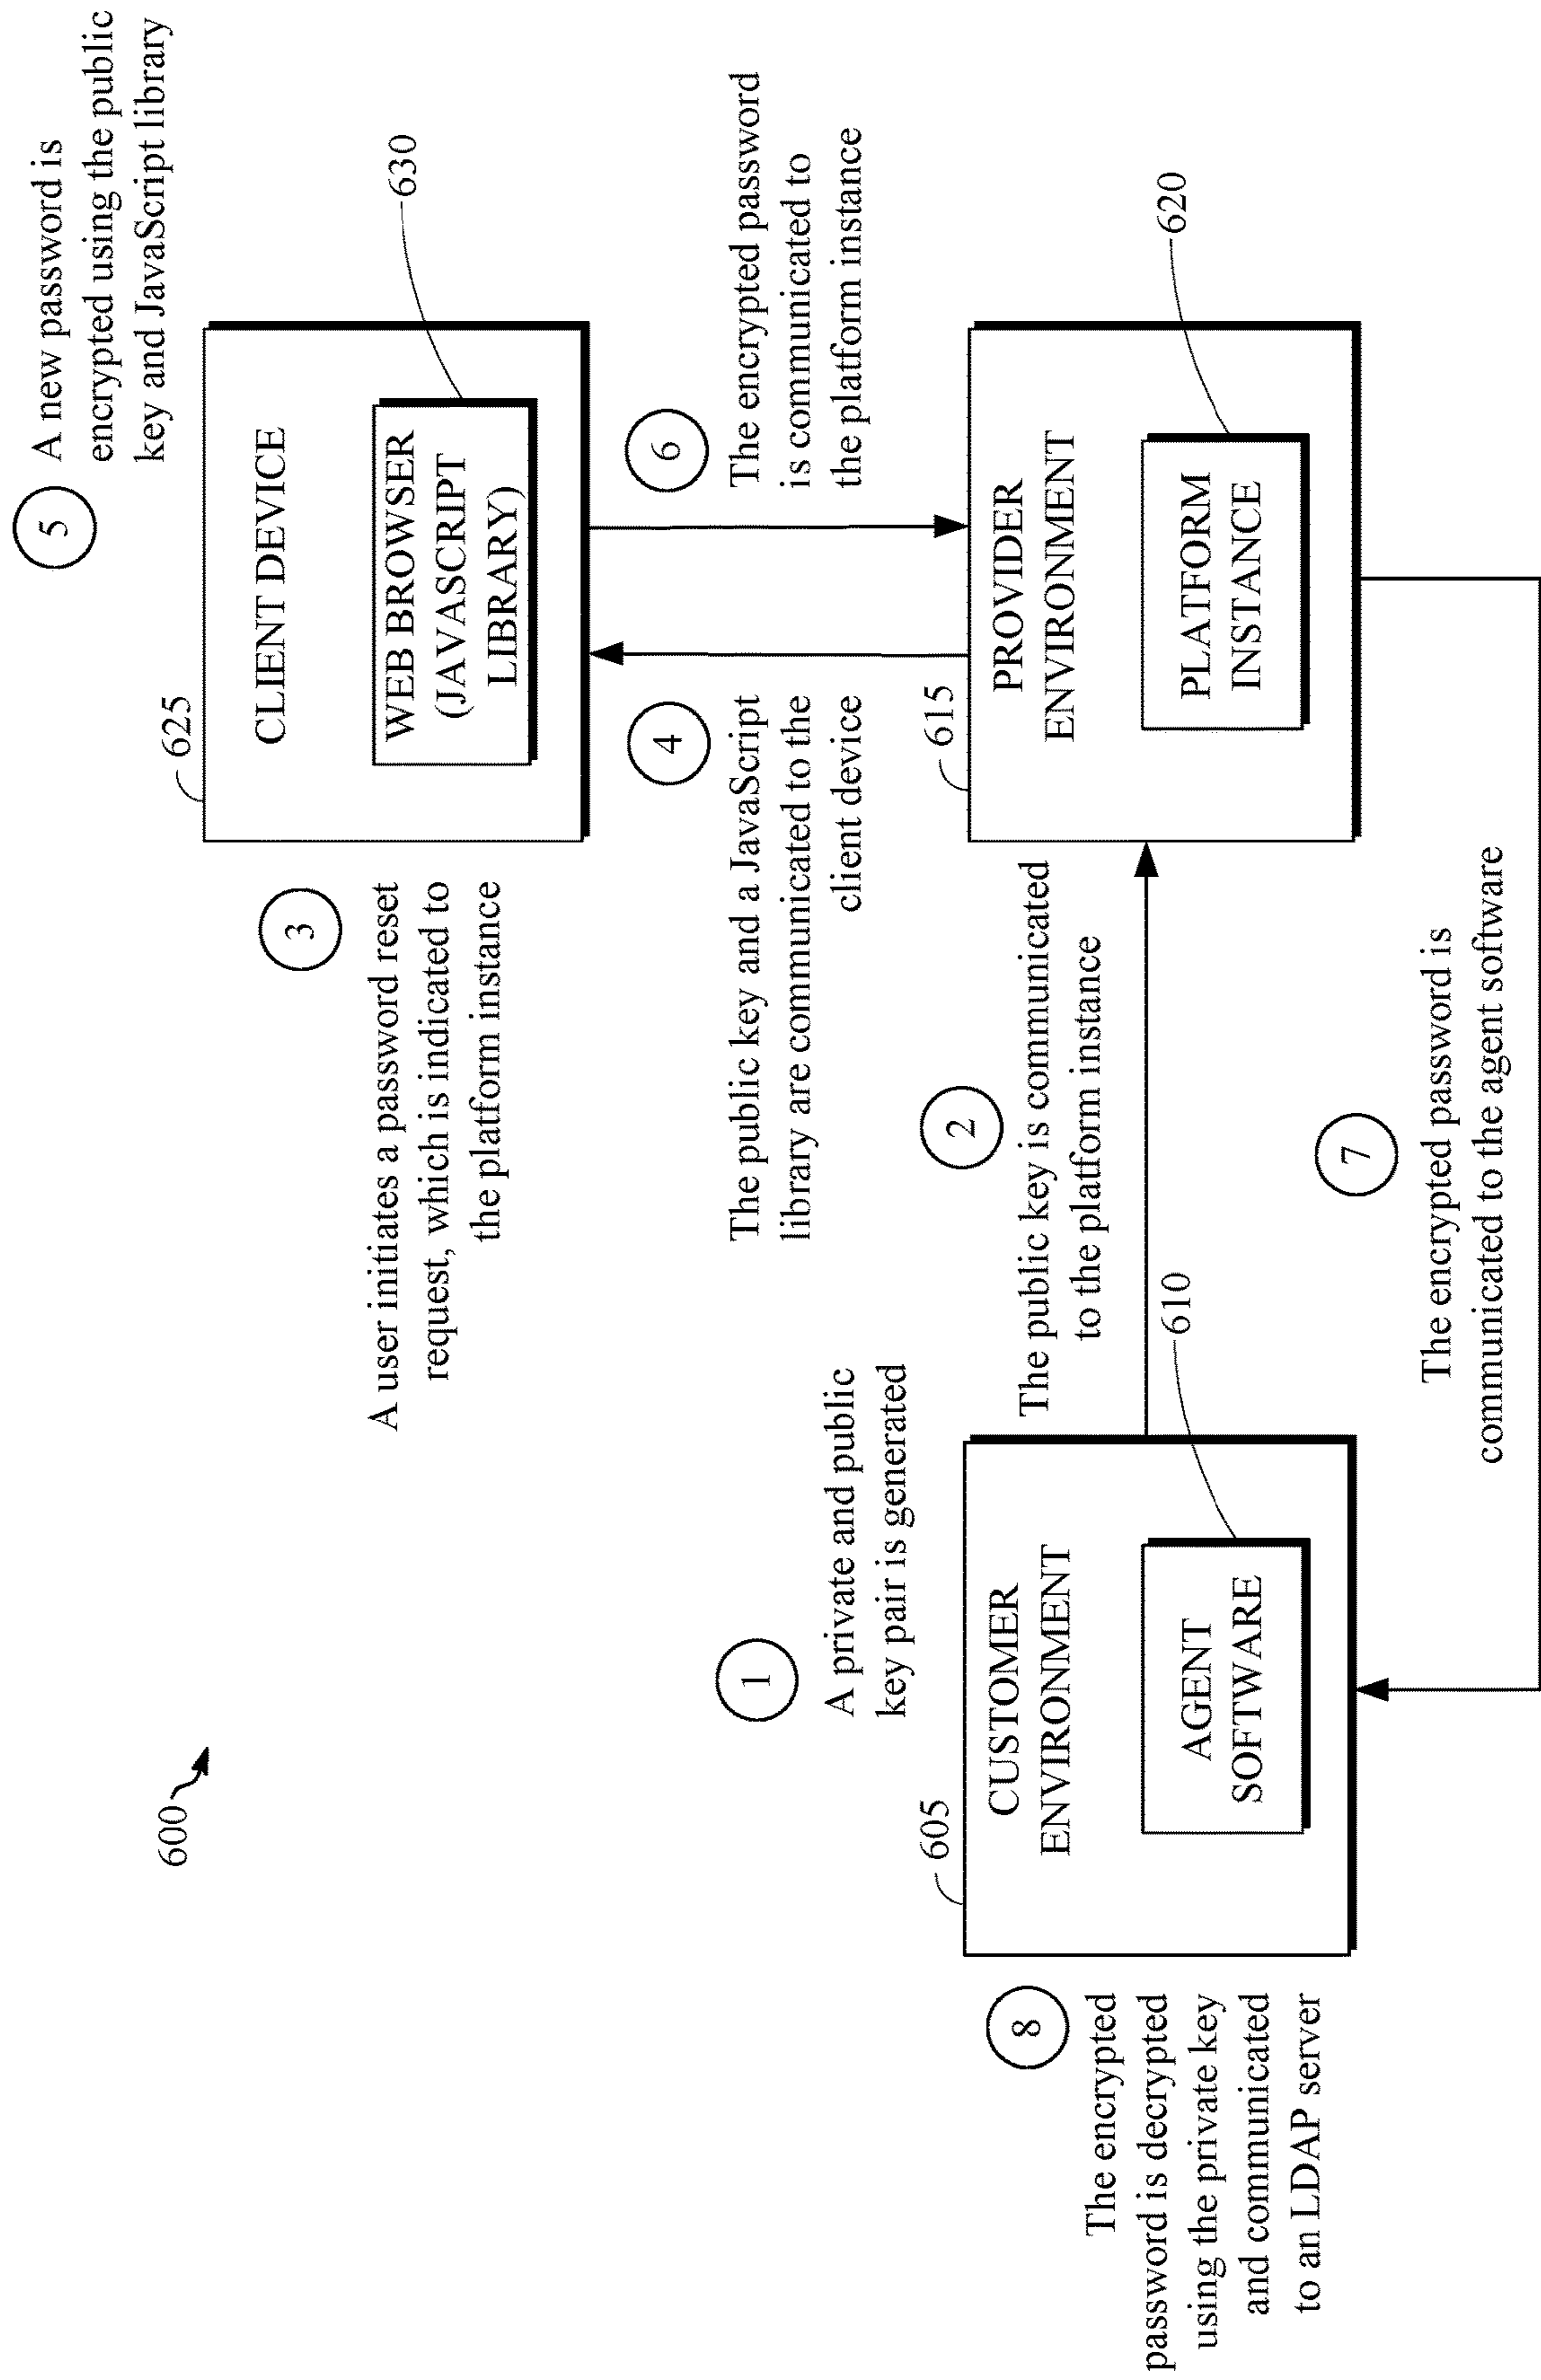 600
1
A private and public
key pair is generated
605
CUSTOMER
ENVIRONMENT
AGENT
SOFTWARE
610
2
The public key is communicated
to the platform instance
3
A user initiates a password reset
request, which is indicated to
the platform instance
625
CLIENT DEVICE
WEB BROWSER
(JAVASCRIPT
LIBRARY)
630
4
The public key and a JavaScript
library are communicated to the
client device
5
A new password is
encrypted using the public
key and JavaScript library
6
The encrypted password
is communicated to
the platform instance
615
PROVIDER
ENVIRONMENT
PLATFORM
INSTANCE
620
7
The encrypted password is
communicated to the agent software
8
The encrypted
password is decrypted
using the private key
and communicated
to an LDAP server